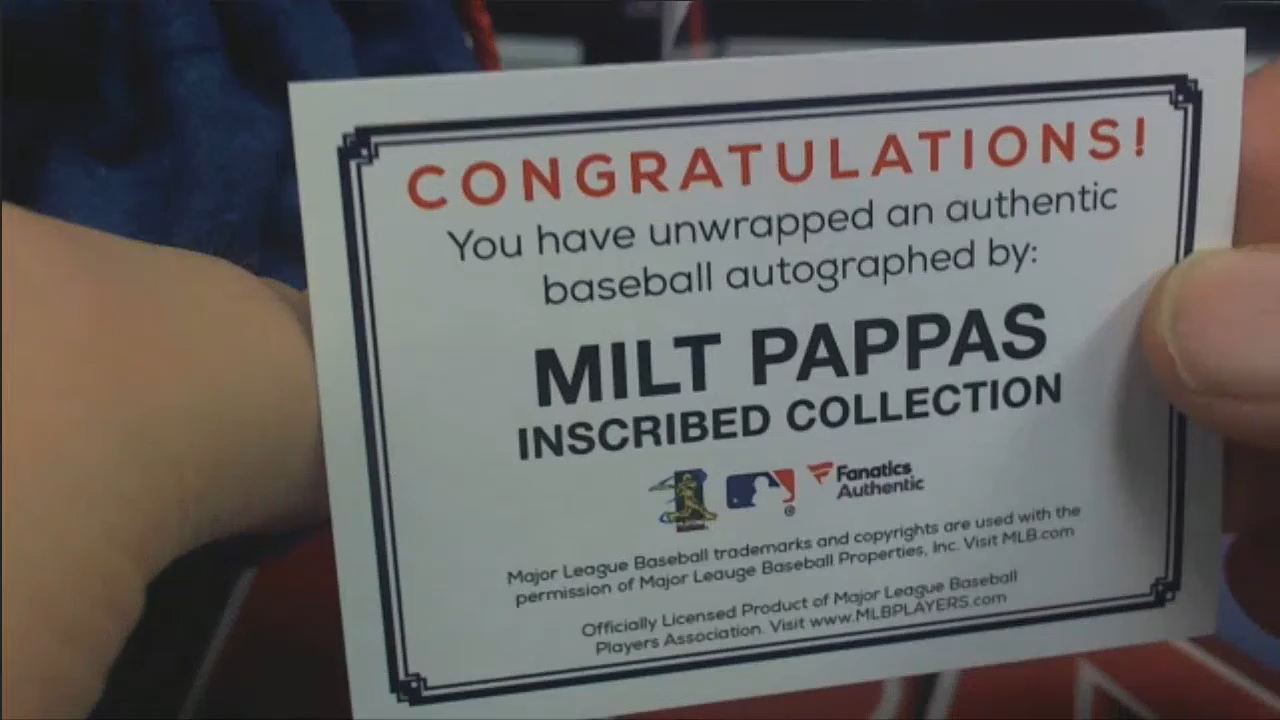 CONGRATULATIONS!
You have unwrapped an authentic
baseball autographed by:
MILT PAPPAS
INSCRIBED COLLECTION
Fanatics
Authentic
Major League Baseball trademarks and copyrights are used with the
permission of Major Leauge Baseball Properties, Inc. Visit MLB.com
Officially Licensed Product of Major League Baseball
Players Association. Visit www.MLBPLAYERS.com